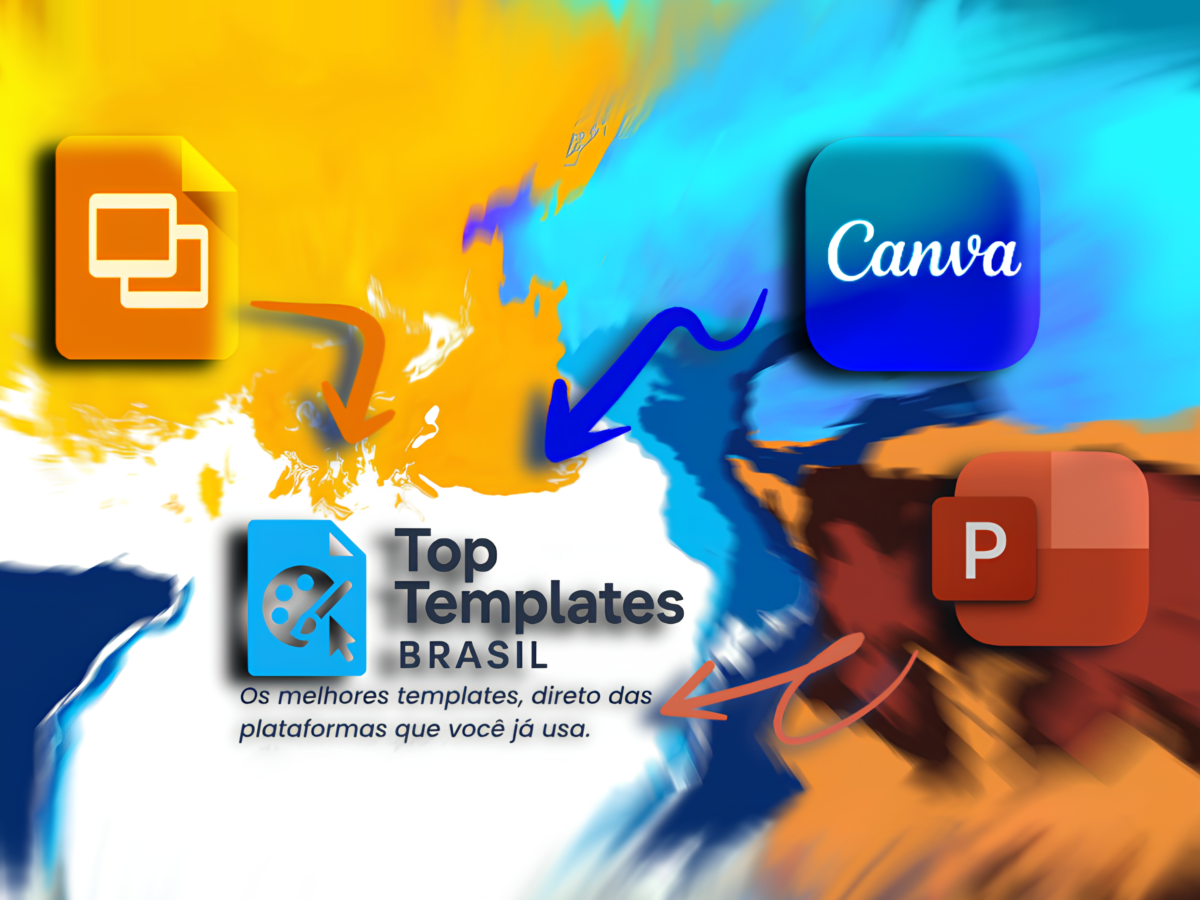 Canva
P
Top
Templates
BRASIL
Os melhores templates, direto das
plataformas que você já usa.